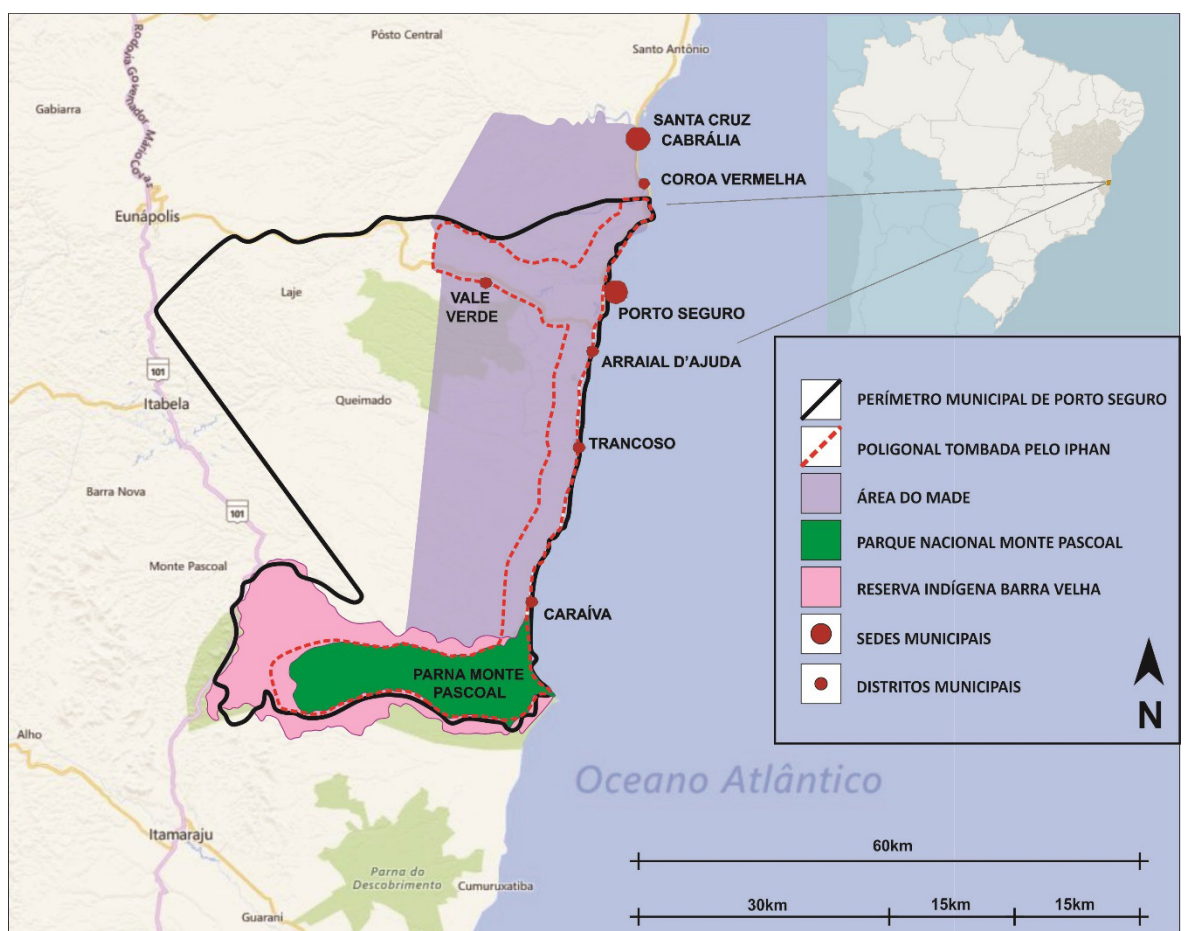 Pôsto Central
Santo Antônio
Rodovia Governador Mário Covas
Gabiarra
SANTA CRUZ
CABRÁLIA
COROA VERMELHA
Eunápolis
Laje
VALE
VERDE
PORTO SEGURO
ARRAIAL D'AJUDA
101
Itabela
Queimado
TRANCOSO
Barra Nova
101
Monte Pascoal
CARAÍVA
PARNA MONTE
PASCOAL
Alho
Oceano Atlântico
Itamaraju
Parna do
Descobrimento
Cumuruxatiba
Guarani
PERÍMETRO MUNICIPAL DE PORTO SEGURO
POLIGONAL TOMBADA PELO IPHAN
ÁREA DO MADE
PARQUE NACIONAL MONTE PASCOAL
RESERVA INDÍGENA BARRA VELHA
SEDES MUNICIPAIS
DISTRITOS MUNICIPAIS
N
60km
30km
15km
15km